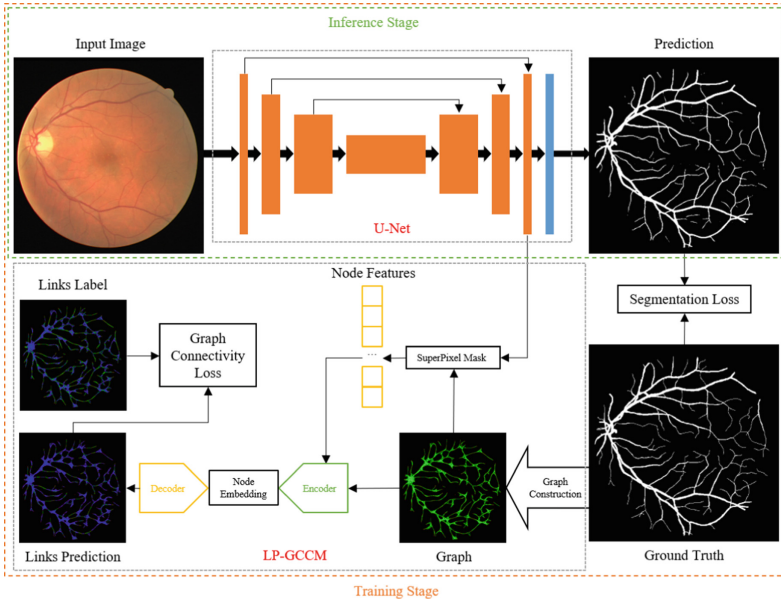 Inference Stage
Input Image
Prediction
U-Net
Node Features
Links Label
Segmentation Loss
Graph
Connectivity
Loss
...
SuperPixel Mask
Decoder
Node
Embedding
Encoder
Graph
Construction
Links Prediction
LP-GCCM
Graph
Ground Truth
Training Stage